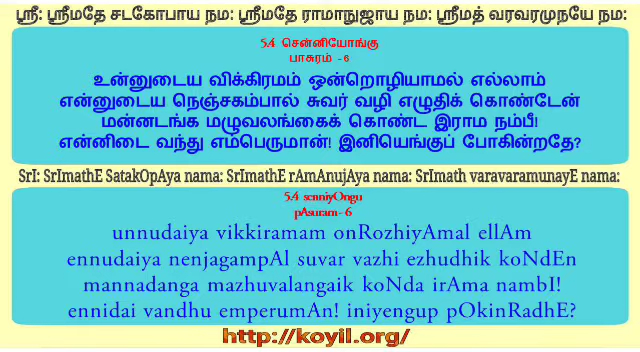 ஸ்ரீ: ஸ்ரீமதே சடகோபாய நம: ஸ்ரீமதே ராமாநுஜாய நம: ஸ்ரீமத் வரவரமுநயே நம:
5.4 சென்னியோங்கு
பாசுரம் - 6
உன்னுடைய விக்கிரமம் ஒன்றொழியாமல் எல்லாம்
என்னுடைய நெஞ்சகம்பால் சுவர் வழி எழுதிக் கொண்டேன்
மன்னடங்க மழுவலங்கைக் கொண்ட இராம நம்பீ!
என்னிடை வந்து எம்பெருமான்! இனியெங்குப் போகின்றதே?
SrI: SrImathE SatakOpAya nama: SrImathE rAmAnujAya nama: SrImath varavaramunayE nama:
5.4 senniyOngu
pAsuram - 6
unnudaiya vikkiramam onRozhiyAmal ellAm
ennudaiya nenjagampAl suvar vazhi ezhudhik koNdEn
mannadanga mazhuvalangaik koNda irAma nambI!
ennidai vandhu emperumAn! iniyengup pOkinRadhE?
http://koyil.org/